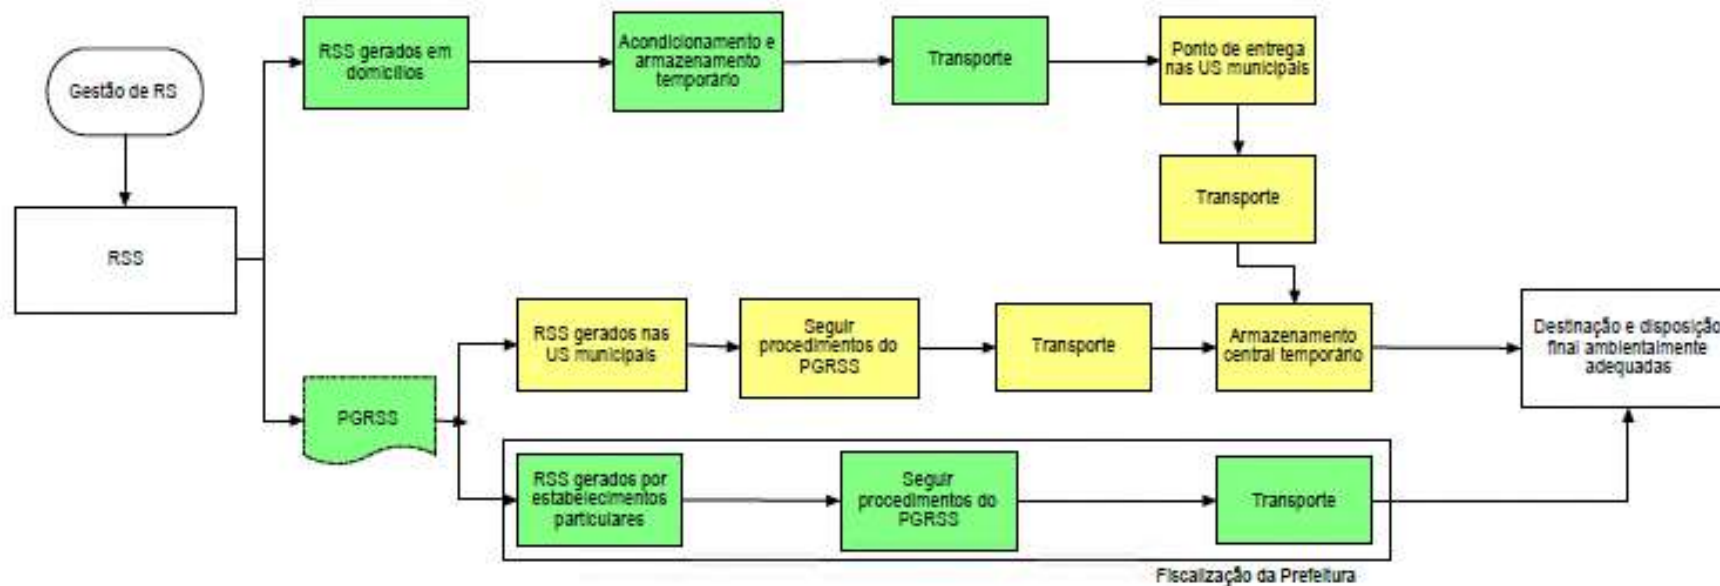 RSS gerados em
domicílios
Acondicionamento e
armazenamento
temporário
Transporte
Ponto de entrega
nas US municipais
Gestão de RS
Transporte
RSS
RSS gerados nas
US municipais
Seguir
procedimentos do
PGRSS
Transporte
Armazenamento
central temporário
Destinação e disposição
final ambientalmente
adequadas
PGRSS
RSS gerados por
estabelecimentos
particulares
Seguir
procedimentos do
PGRSS
Transporte
Fiscalização da Prefeitura